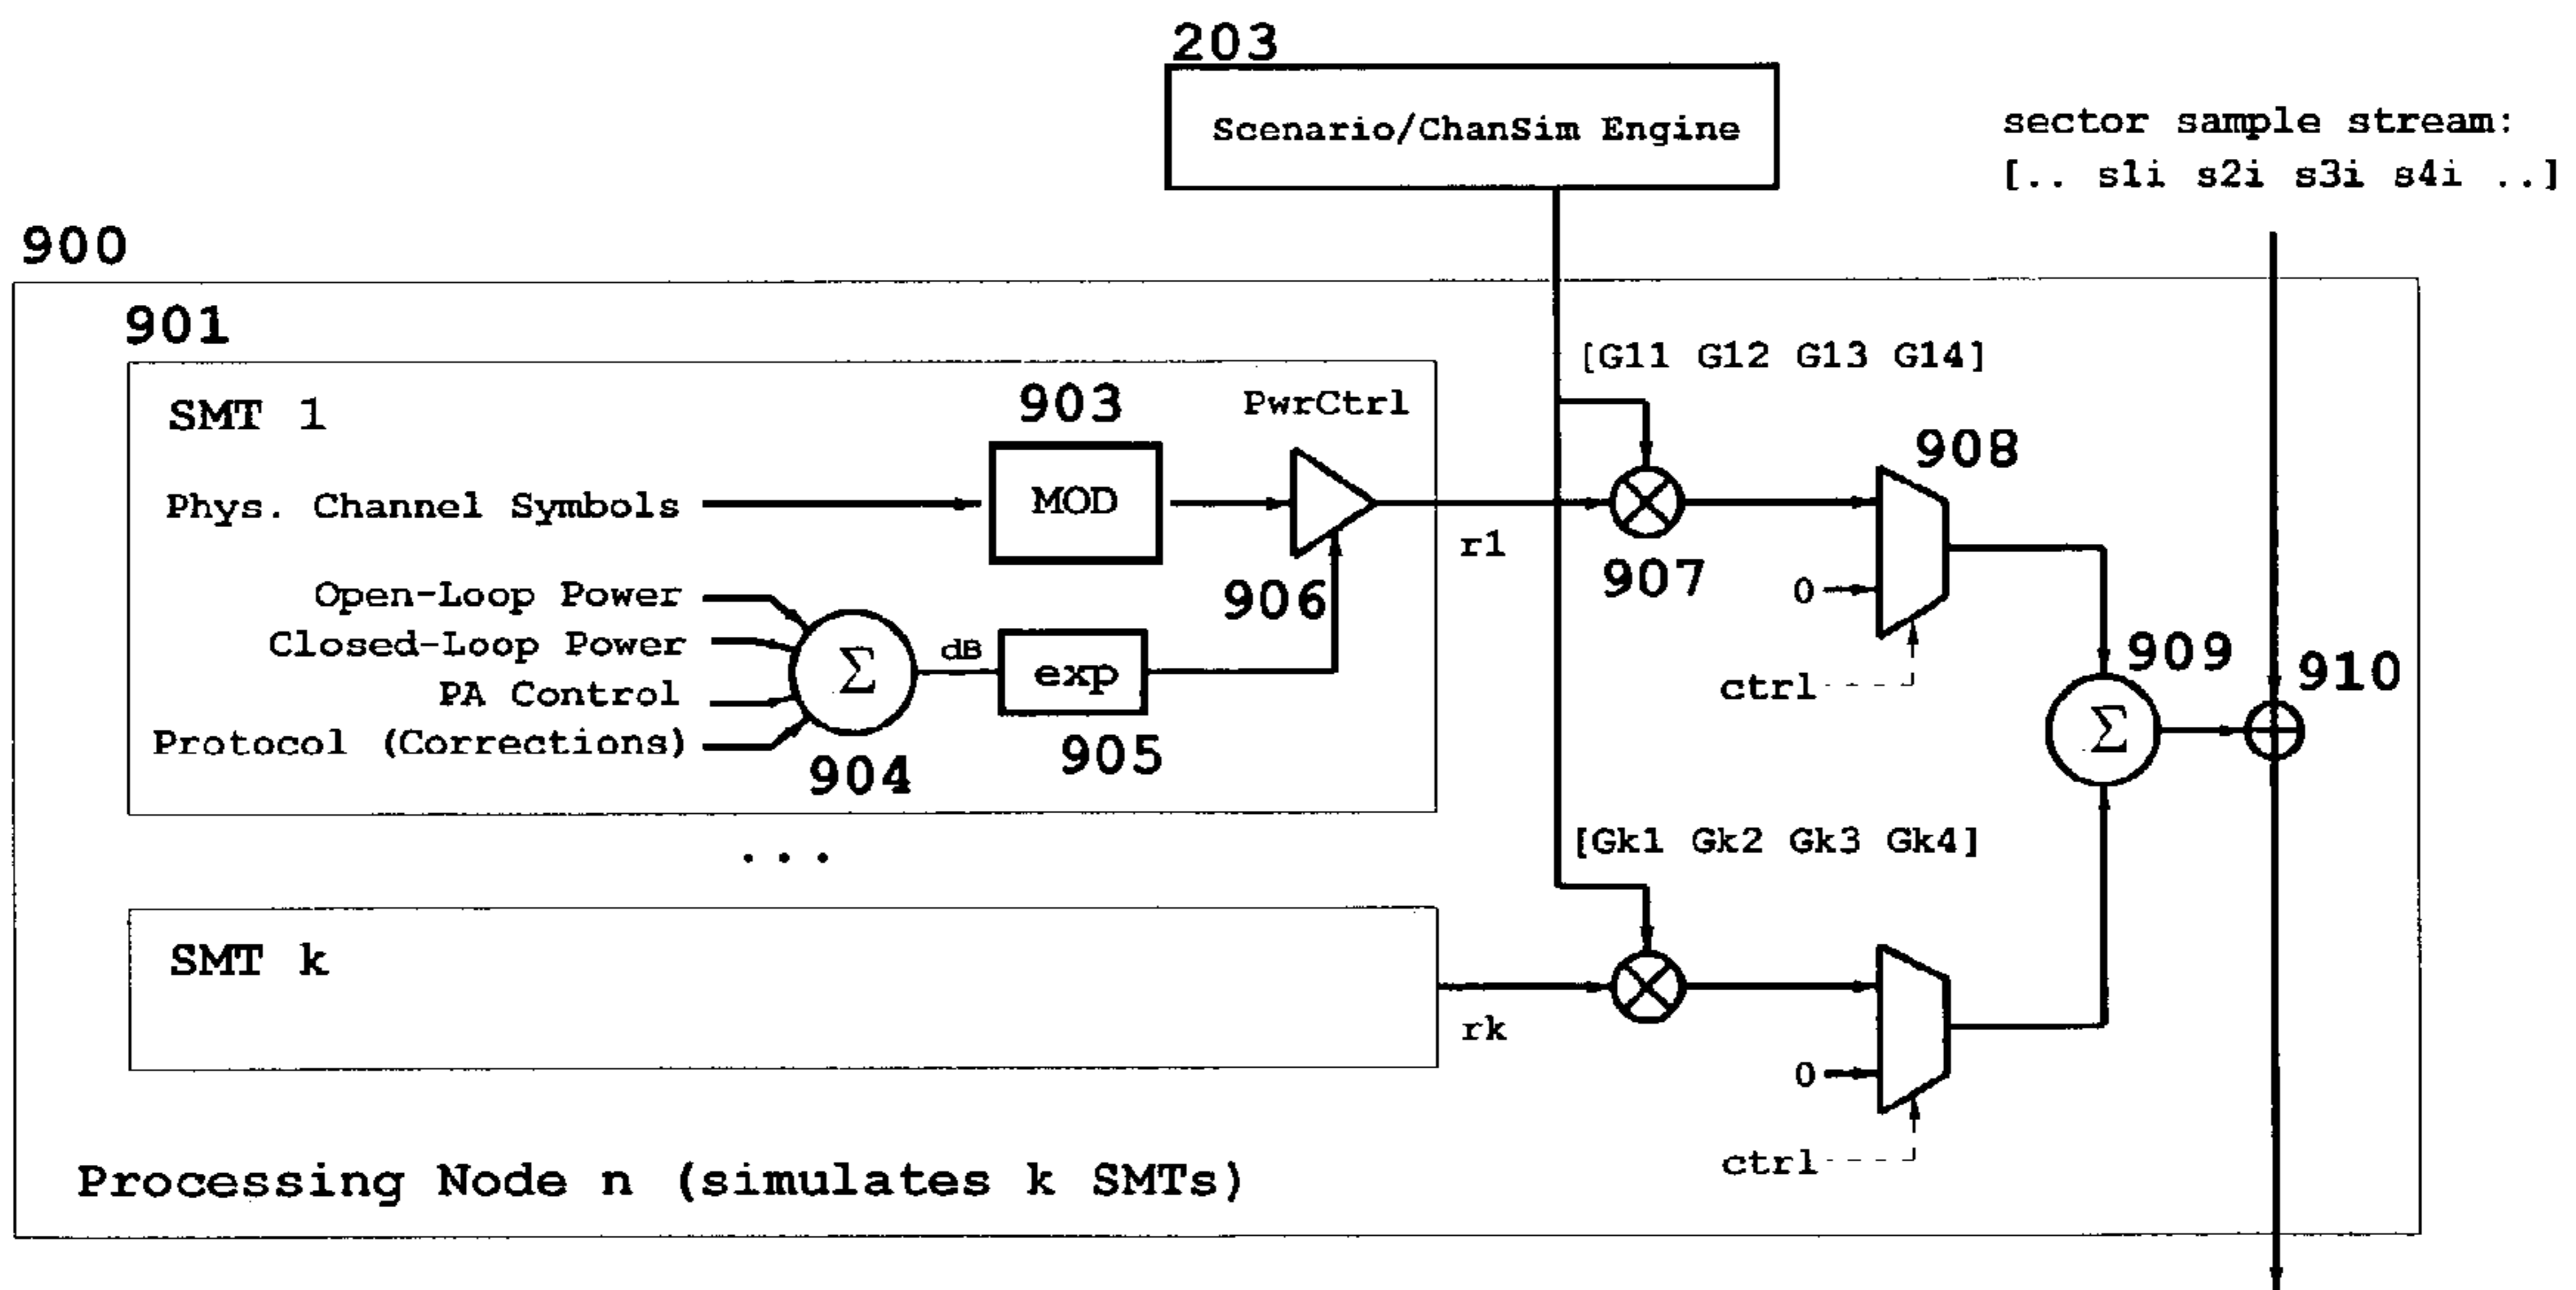 203
Scenario/ChanSim Engine
sector sample stream:
[.. s1i s2i s3i s4i ..]
900
901
[G11 G12 G13 G14]
SMT 1
903
PwrCtrl
908
Phys. Channel Symbols
MOD
r1
907
906
0
Open-Loop Power
Closed-Loop Power
PA Control
Protocol (Corrections)
Σ
dB
exp
904
905
ctrl
909
910
Σ
[Gk1 Gk2 Gk3 Gk4]
...
SMT k
rk
0
ctrl
Processing Node n (simulates k SMTs)